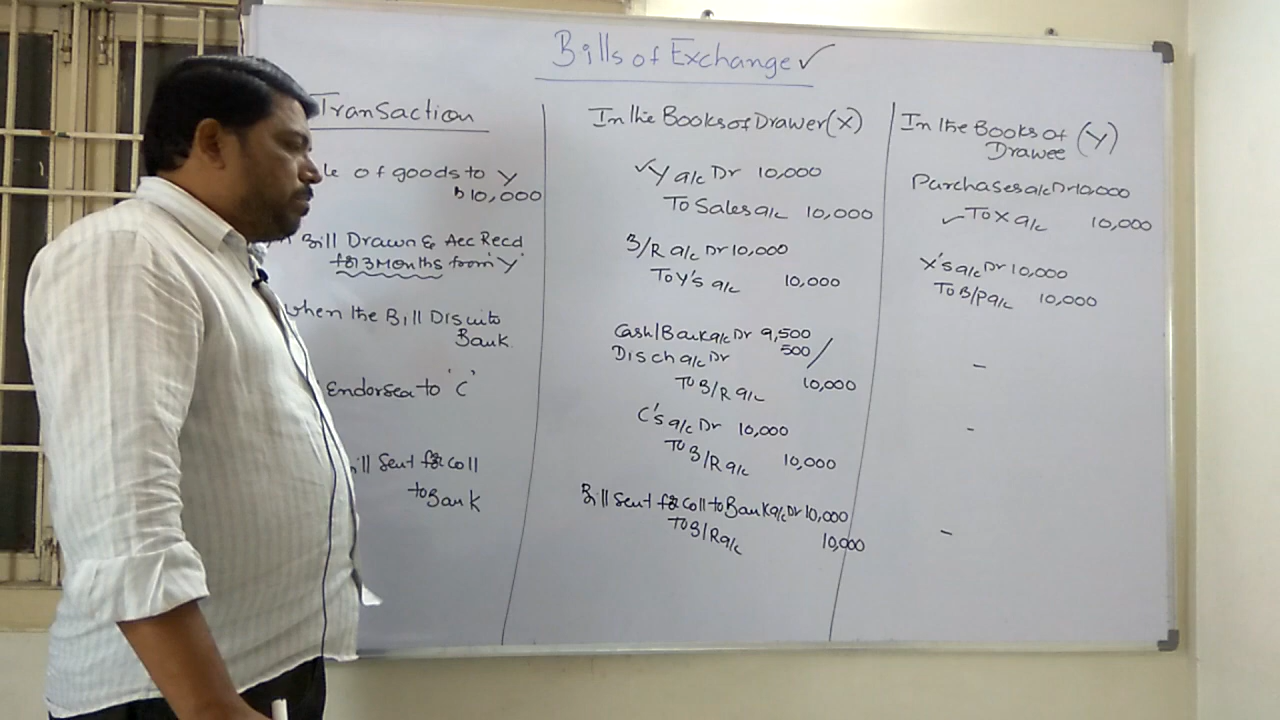 Bills of Exchange ✓
Transaction
le of goods to Y
10,000
Bill Drawn & Acc Recd
for 3 Months from 'Y'
when the Bill Disc with
Bank
Endorsed to 'C'
ill Sent for coll
to Bank
In the Books of Drawer (X)
✓ Y a/c Dr 10,000
To Sales a/c 10,000
B/R a/c Dr 10,000
To Y's a/c 10,000
Cash/Bank a/c Dr 9,500
Disc h a/c Dr 500 /
To B/R a/c 10,000
C's a/c Dr 10,000
To B/R a/c 10,000
Bill Sent for coll to Bank a/c Dr 10,000
To B/R a/c 10,000
In the Books of (Y)
Drawee
Purchases a/c Dr 10,000
✓ To X a/c 10,000
X's a/c Dr 10,000
To B/P a/c 10,000
-
-
-